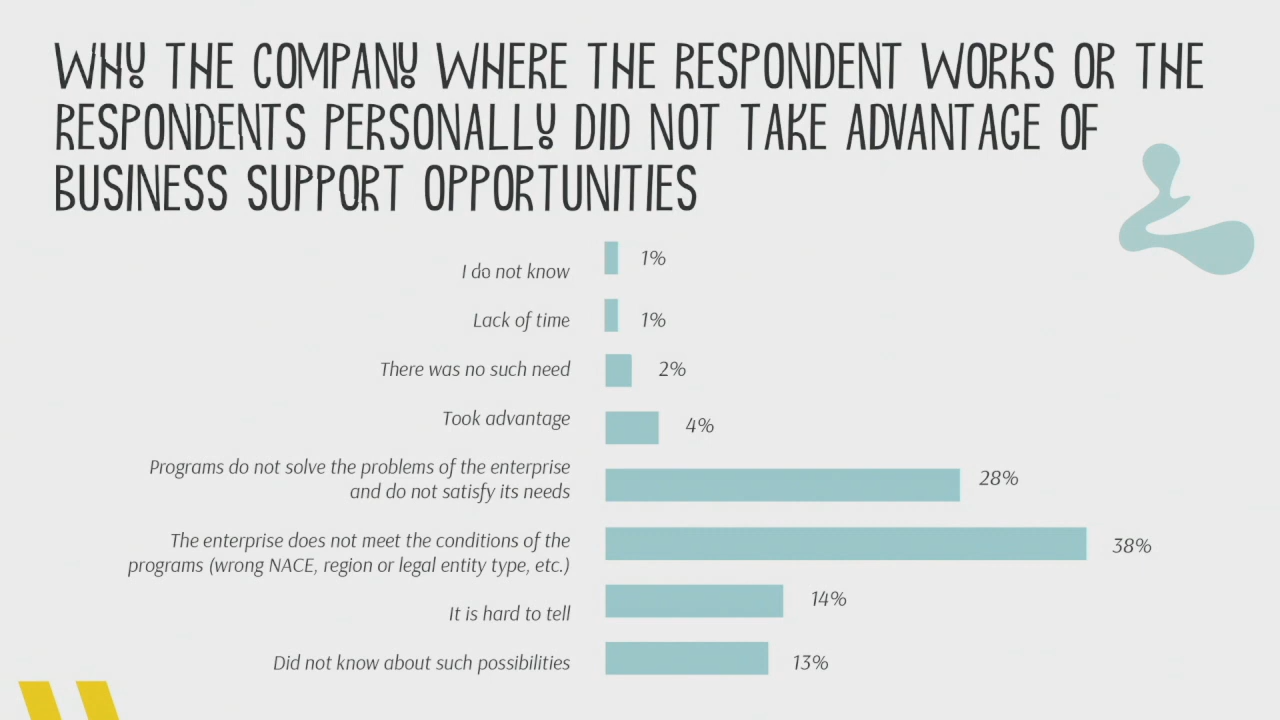 WHY THE COMPANY WHERE THE RESPONDENT WORKS OR THE
RESPONDENTS PERSONALLY DID NOT TAKE ADVANTAGE OF
BUSINESS SUPPORT OPPORTUNITIES
I do not know
1%
Lack of time
1%
There was no such need
2%
Took advantage
4%
Programs do not solve the problems of the enterprise
and do not satisfy its needs
28%
The enterprise does not meet the conditions of the
programs (wrong NACE, region or legal entity type, etc.)
38%
It is hard to tell
14%
Did not know about such possibilities
13%